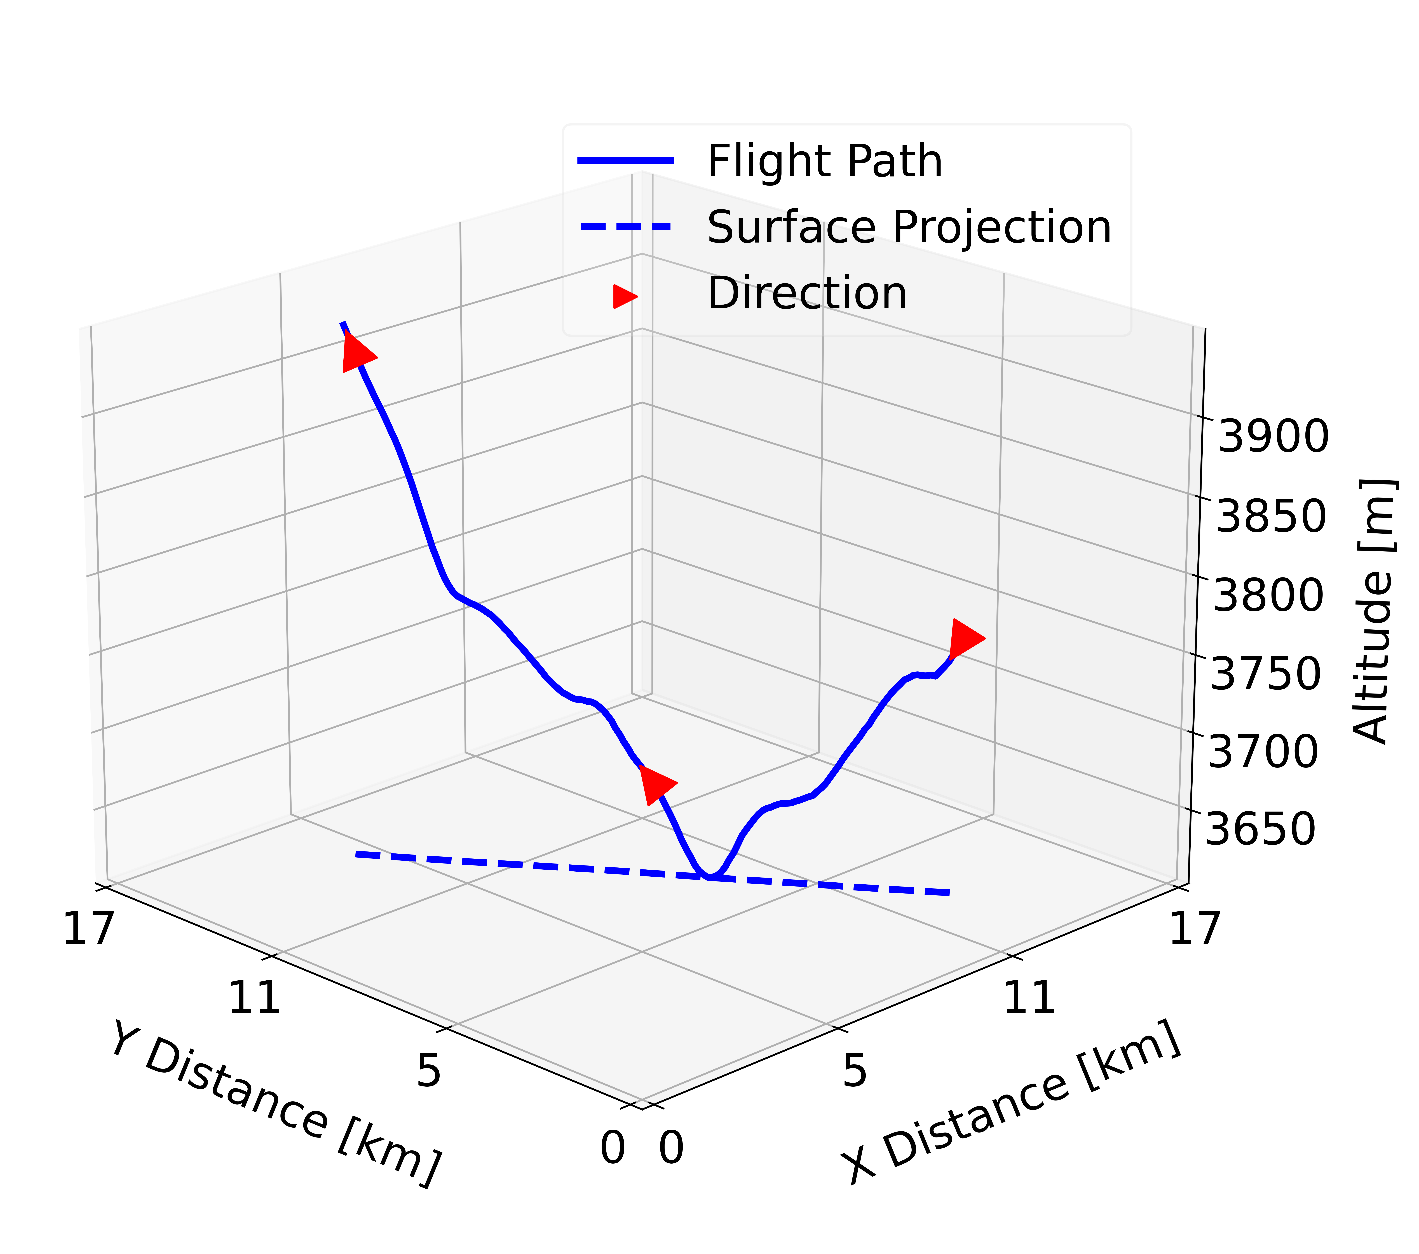 Flight Path
Surface Projection
Direction
3900
3850
3800
3750
3700
3650
Altitude [m]
17
11
5
0
Y Distance [km]
0
5
11
17
X Distance [km]